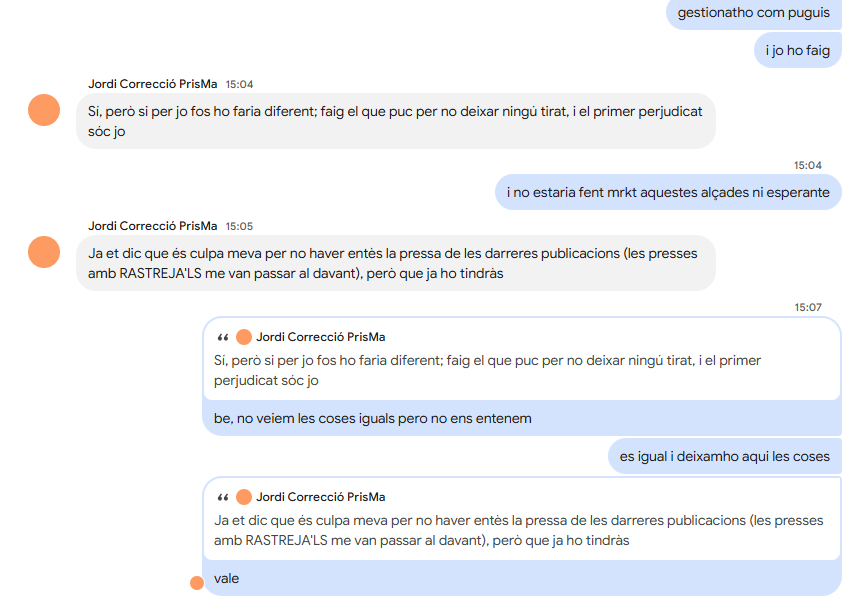 gestionatho com puguis
i jo ho faig
Jordi Correcció PrisMa 15:04
Sí, però si per jo fos ho faria diferent; faig el que puc per no deixar ningú tirat, i el primer perjudicat
sóc jo
15:04
i no estaria fent mrkt aquestes alçades ni esperante
Jordi Correcció PrisMa 15:05
Ja et dic que és culpa meva per no haver entès la pressa de les darreres publicacions (les presses
amb RASTREJA'LS me van passar al davant), però que ja ho tindràs
15:07
“ Jordi Correcció PrisMa
Sí, però si per jo fos ho faria diferent; faig el que puc per no deixar ningú tirat, i el primer
perjudicat sóc jo
be, no veiem les coses iguals pero no ens entenem
es igual i deixamho aqui les coses
“ Jordi Correcció PrisMa
Ja et dic que és culpa meva per no haver entès la pressa de les darreres publicacions (les presses
amb RASTREJA'LS me van passar al davant), però que ja ho tindràs
vale